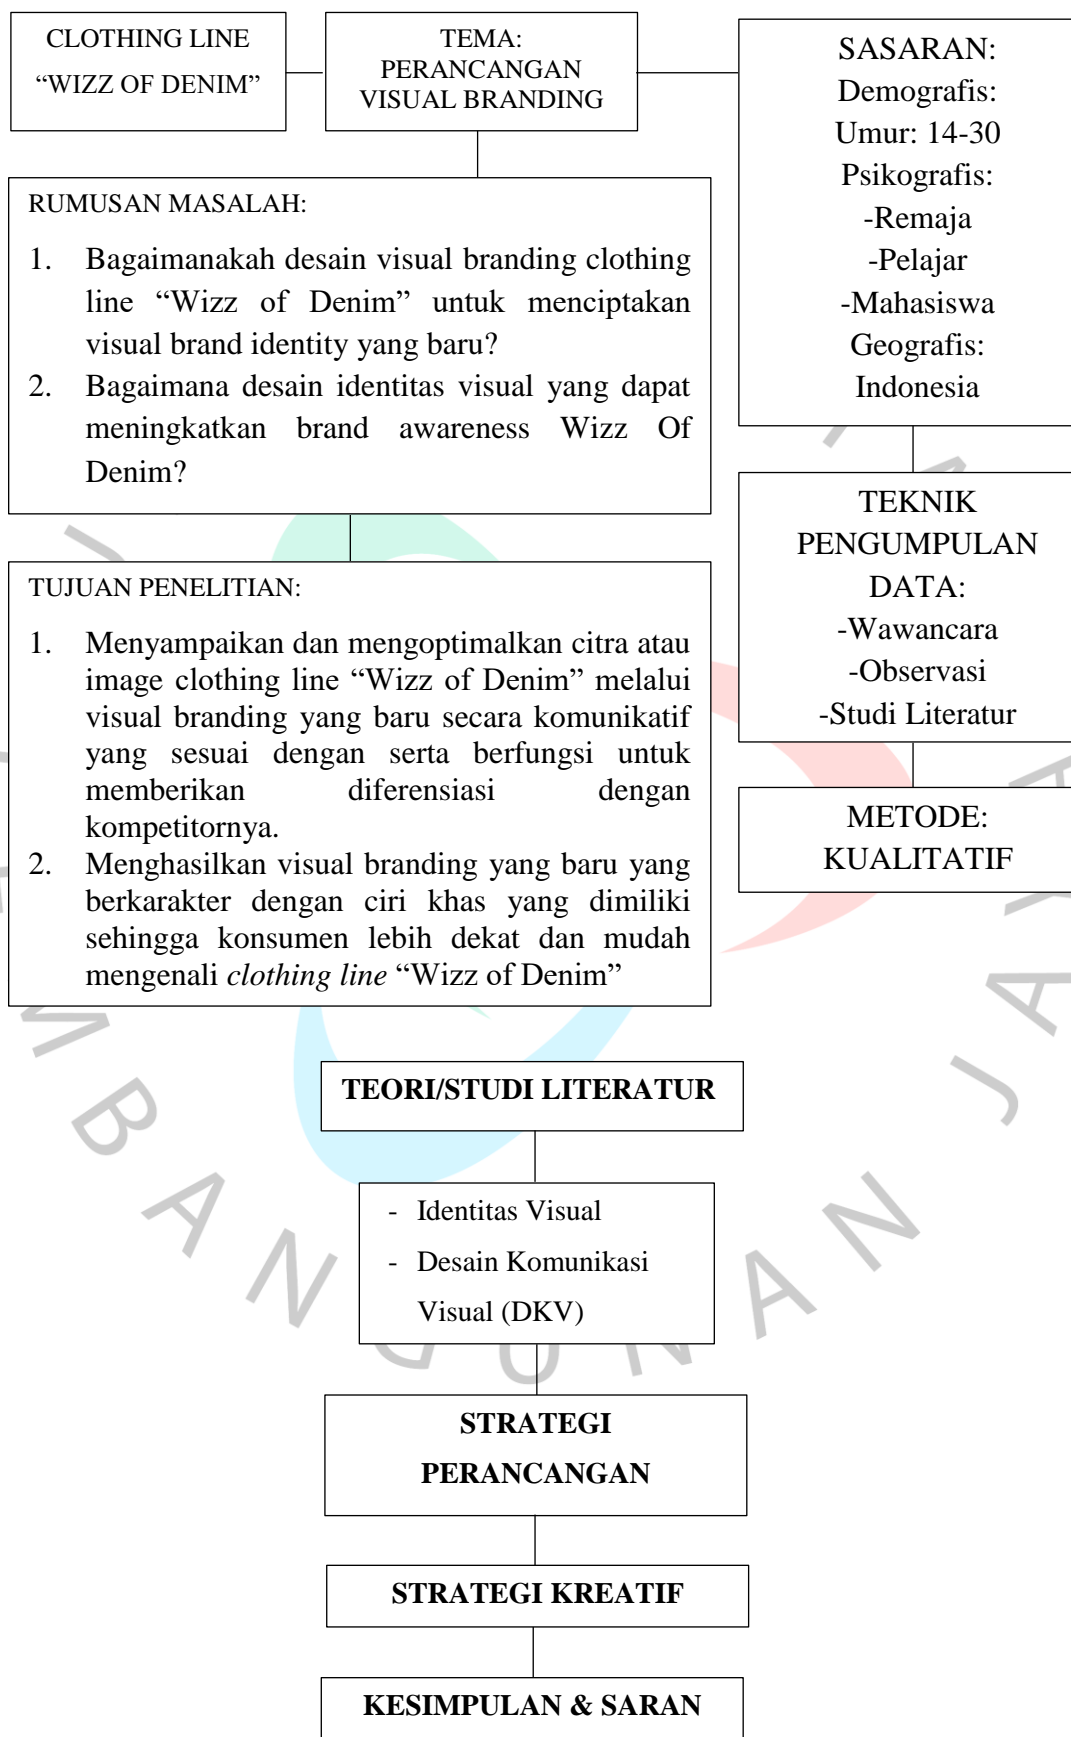 CLOTHING LINE
“WIZZ OF DENIM”
TEMA:
PERANCANGAN
VISUAL BRANDING
SASARAN:
Demografis:
Umur: 14-30
Psikografis:
-Remaja
-Pelajar
-Mahasiswa
Geografis:
Indonesia
RUMUSAN MASALAH:
1. Bagaimanakah desain visual branding clothing
line “Wizz of Denim” untuk menciptakan
visual brand identity yang baru?
2. Bagaimana desain identitas visual yang dapat
meningkatkan brand awareness Wizz Of
Denim?
TEKNIK
PENGUMPULAN
DATA:
-Wawancara
-Observasi
-Studi Literatur
TUJUAN PENELITIAN:
1. Menyampaikan dan mengoptimalkan citra atau
image clothing line “Wizz of Denim” melalui
visual branding yang baru secara komunikatif
yang sesuai dengan serta berfungsi untuk
memberikan diferensiasi dengan
kompetitornya.
2. Menghasilkan visual branding yang baru yang
berkarakter dengan ciri khas yang dimiliki
sehingga konsumen lebih dekat dan mudah
mengenali clothing line “Wizz of Denim”
METODE:
KUALITATIF
TEORI/STUDI LITERATUR
- Identitas Visual
- Desain Komunikasi
Visual (DKV)
STRATEGI
PERANCANGAN
STRATEGI KREATIF
KESIMPULAN & SARAN